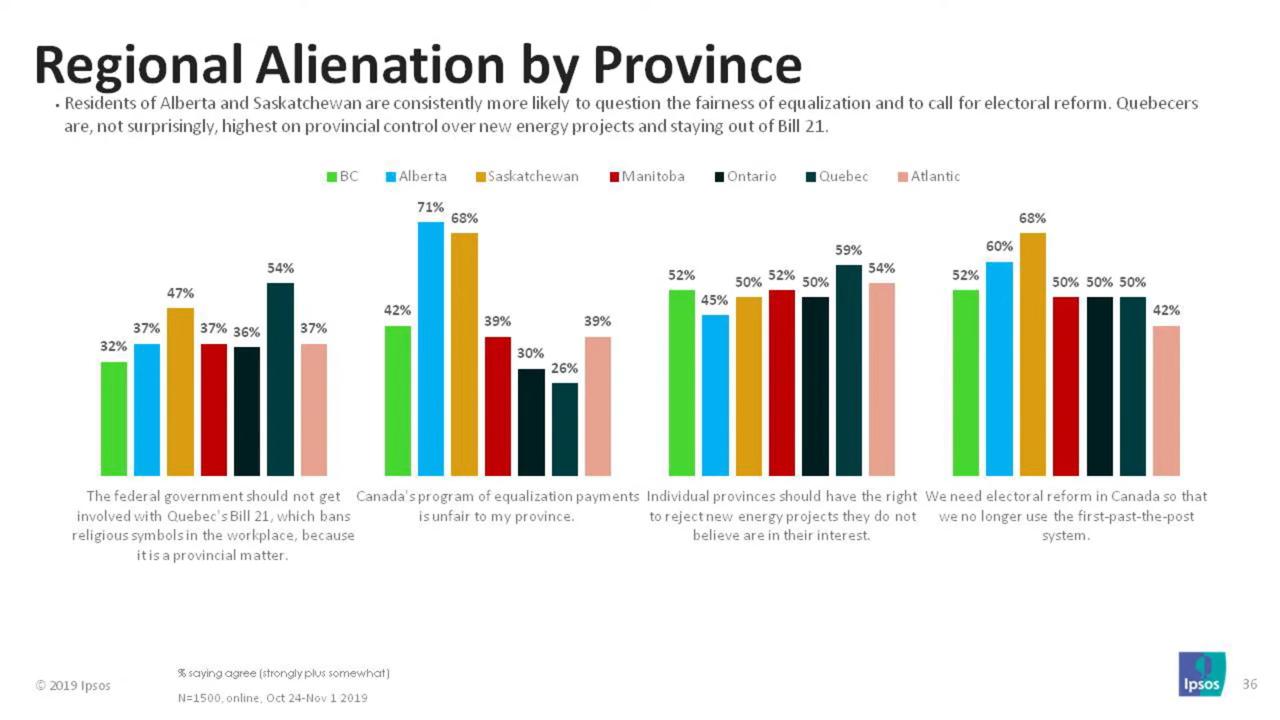 Regional Alienation by Province
• Residents of Alberta and Saskatchewan are consistently more likely to question the fairness of equalization and to call for electoral reform. Quebecers
are, not surprisingly, highest on provincial control over new energy projects and staying out of Bill 21.
BC Alberta Saskatchewan Manitoba Ontario Quebec Atlantic
32% 37% 47% 37% 36% 54% 37%
42% 71% 68% 39% 30% 26% 39%
52% 45% 50% 52% 50% 59% 54%
52% 60% 68% 50% 50% 50% 42%
The federal government should not get
involved with Quebec's Bill 21, which bans
religious symbols in the workplace, because
it is a provincial matter.
Canada's program of equalization payments
is unfair to my province.
Individual provinces should have the right
to reject new energy projects they do not
believe are in their interest.
We need electoral reform in Canada so that
we no longer use the first-past-the-post
system.
% saying agree (strongly plus somewhat)
© 2019 Ipsos
N=1500, online, Oct 24-Nov 1 2019
Ipsos
36